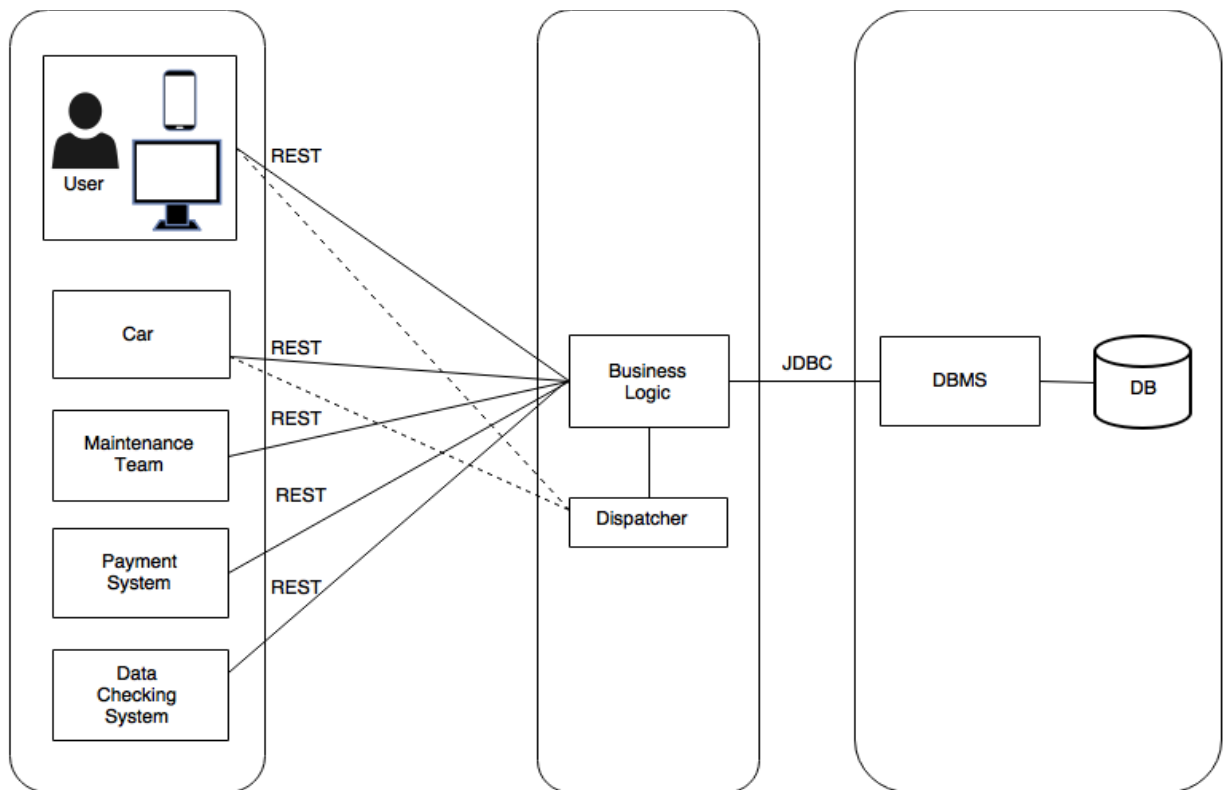 User
REST
Car
REST
REST
Maintenance
Team
REST
Payment
System
REST
Data
Checking
System
Business
Logic
Dispatcher
JDBC
DBMS
DB